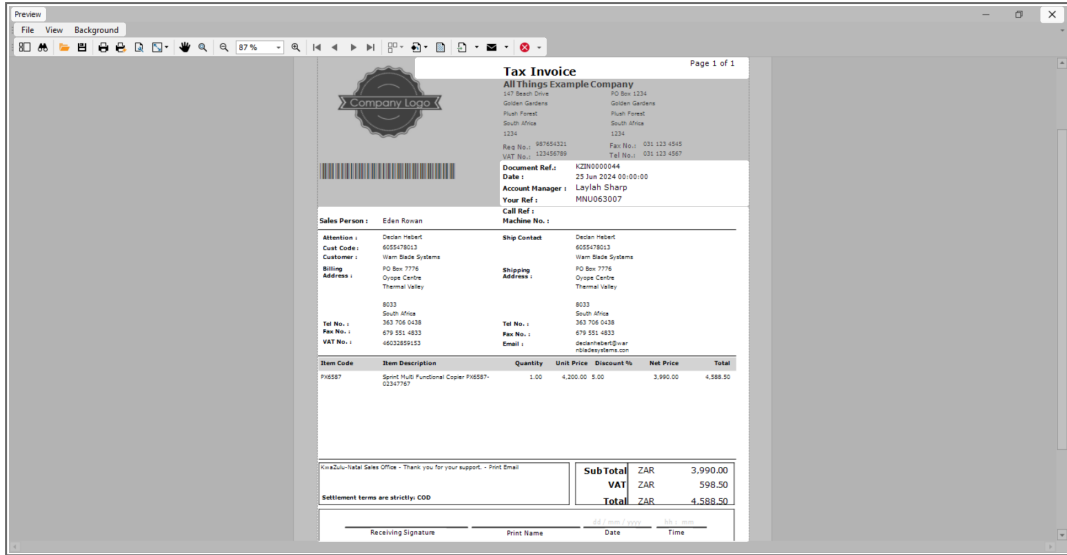 Preview
File View Background
87 %
Page 1 of 1
Tax Invoice
Company Logo
All Things Example Company
147 Beach Drive PO Box 1234
Golden Gardens Golden Gardens
Plush Forest Plush Forest
South Africa South Africa
1234 1234
Reg No.: 987654321 Fax No.: 031 123 4545
VAT No.: 123456789 Tel No.: 031 123 4567
Document Ref.: KZIN0000044
Date : 25 Jun 2024 00:00:00
Account Manager : Laylah Sharp
Your Ref : MNU063007
Call Ref :
Sales Person : Eden Rowan Machine No. :
Attention : Declan Hebert Ship Contact Declan Hebert
Cust Code : 6055478013 6055478013
Customer : Warn Blade Systems Warn Blade Systems
Billing Address : PO Box 7776 Shipping Address : PO Box 7776
Oyope Centre Oyope Centre
Thermal Valley Thermal Valley
8033 8033
South Africa South Africa
Tel No. : 363 706 0438 Tel No. : 363 706 0438
Fax No. : 679 551 4833 Fax No. : 679 551 4833
VAT No. : 46032859153 Email : declanhebert@war
nbladesystems.con
Item Code Item Description Quantity Unit Price Discount % Net Price Total
PX6587 Sprint Multi Functional Copier PX6587- 1.00 4,200.00 5.00 3,990.00 4,588.50
02347767
KwaZulu-Natal Sales Office - Thank you for your support. - Print Email
Sub Total ZAR 3,990.00
VAT ZAR 598.50
Settlement terms are strictly: COD
Total ZAR 4,588.50
dd / mm / yyyy hh : mm
Receiving Signature Print Name Date Time